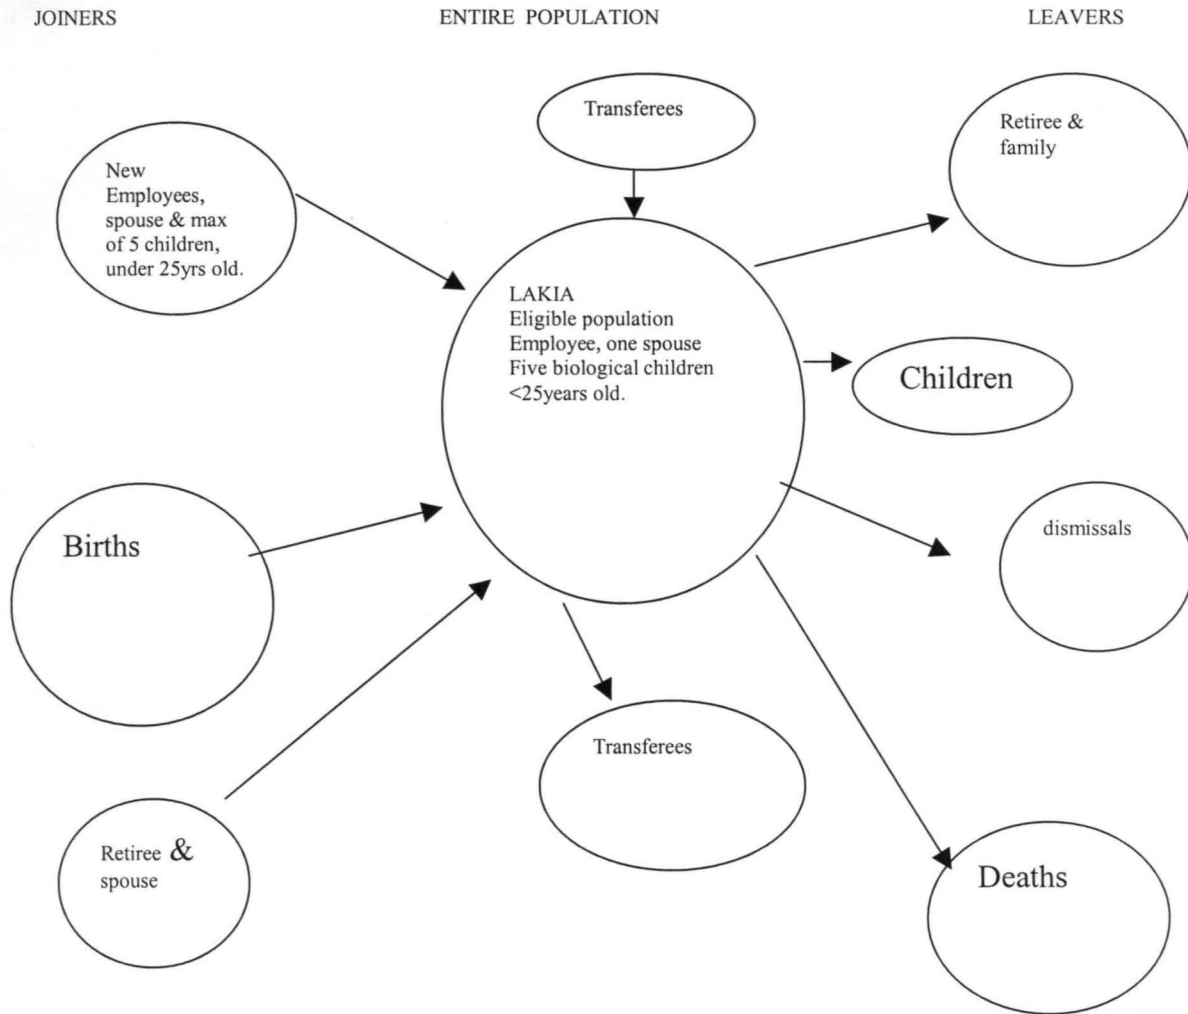 JOINERS
ENTIRE POPULATION
LEAVERS
Transferees
Retiree &
family
New
Employees,
spouse & max
of 5 children,
under 25yrs old.
LAKIA
Eligible population
Employee, one spouse
Five biological children
<25years old.
Children
Births
dismissals
Transferees
Retiree &
spouse
Deaths